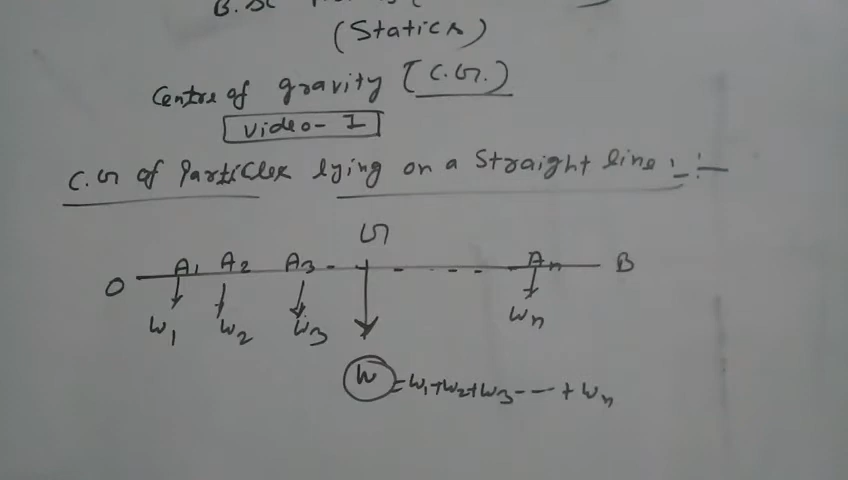 B. Sc
(Statics)
Centre of gravity (C.G.)
Video-I
C.G of Particles lying on a Straight line :-
G
O A1 A2 A3 - - - - - An B
W1 W2 W3 Wn
W = W1+W2+W3 - - - + Wn